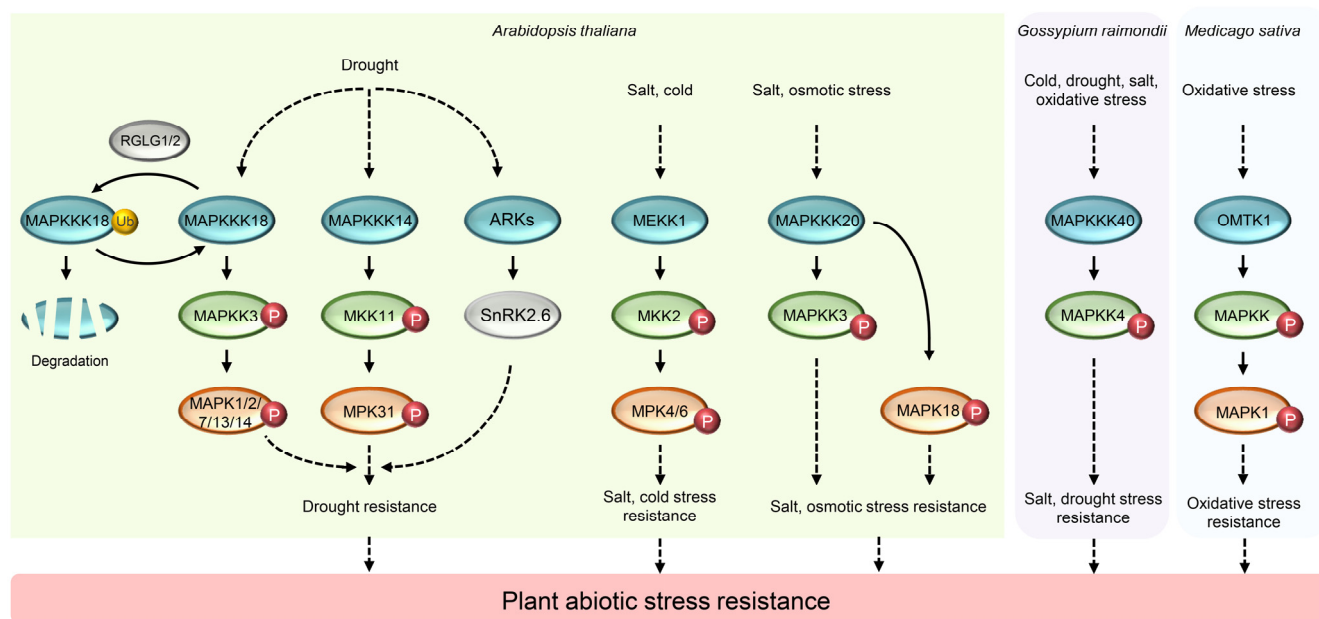 Arabidopsis thaliana
Gossypium raimondii
Medicago sativa
Drought
Salt, cold
Salt, osmotic stress
Cold, drought, salt,
oxidative stress
Oxidative stress
RGLG1/2
MAPKKK18
Ub
MAPKKK18
MAPKKK14
ARKs
MEKK1
MAPKKK20
MAPKKK40
OMTK1
MAPKK3
P
MKK11
P
SnRK2.6
MKK2
P
MAPKK3
P
MAPKK4
P
MAPKK
P
Degradation
MAPK1/2/
7/13/14
P
MPK31
P
MPK4/6
P
MAPK18
P
MAPK1
P
Drought resistance
Salt, cold stress
resistance
Salt, osmotic stress resistance
Salt, drought stress
resistance
Oxidative stress
resistance
Plant abiotic stress resistance